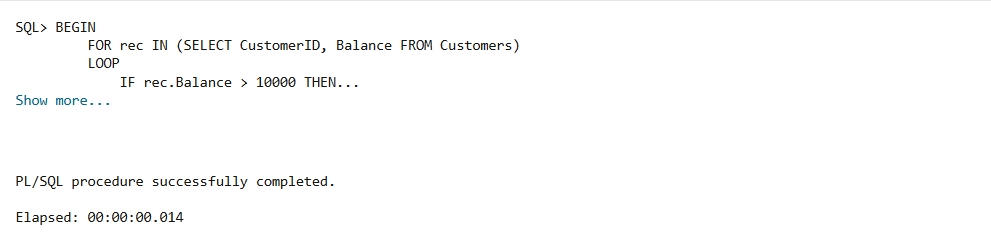 SQL> BEGIN
FOR rec IN (SELECT CustomerID, Balance FROM Customers)
LOOP
IF rec.Balance > 10000 THEN...
Show more...
PL/SQL procedure successfully completed.
Elapsed: 00:00:00.014